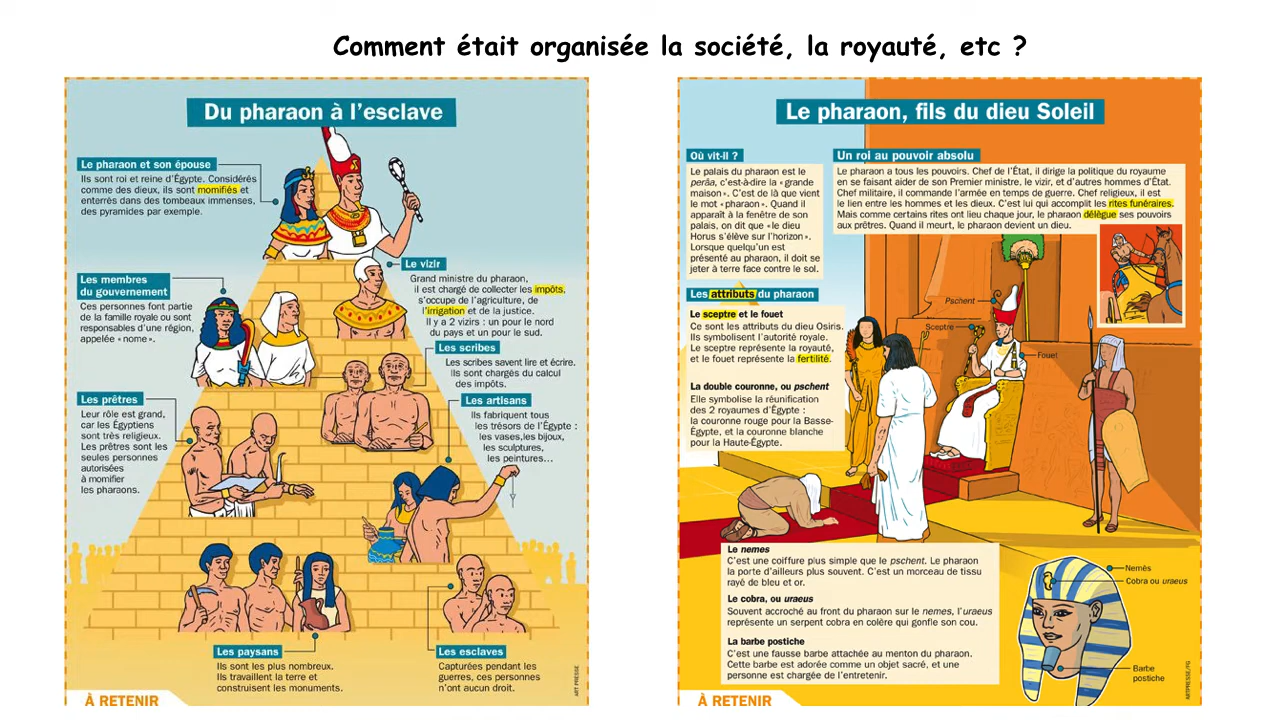 Comment était organisée la société, la royauté, etc ?
Du pharaon à l'esclave
Le pharaon et son épouse
Ils sont roi et reine d'Égypte. Considérés
comme des dieux, ils sont momifiés et
enterrés dans des tombeaux immenses,
des pyramides par exemple.
Le vizir
Grand ministre du pharaon,
il est chargé de collecter les impôts,
s'occupe de l'agriculture, de
l'irrigation et de la justice.
Il y a 2 vizirs : un pour le nord
du pays et un pour le sud.
Les membres
du gouvernement
Ces personnes font partie
de la famille royale ou sont
responsables d'une région,
appelée « nome ».
Les scribes
Les scribes savent lire et écrire.
Ils sont chargés du calcul
des impôts.
Les prêtres
Leur rôle est grand,
car les Égyptiens
sont très religieux.
Les prêtres sont les
seules personnes
autorisées
à momifier
les pharaons.
Les artisans
Ils fabriquent tous
les trésors de l'Égypte :
les vases,les bijoux,
les sculptures,
les peintures...
Les paysans
Ils sont les plus nombreux.
Ils travaillent la terre et
construisent les monuments.
Les esclaves
Capturées pendant les
guerres, ces personnes
n'ont aucun droit.
ART PRESSE
À RETENIR
Le pharaon, fils du dieu Soleil
Où vit-il ?
Le palais du pharaon est le
perâa, c'est-à-dire la « grande
maison ». C'est de là que vient
le mot « pharaon ». Quand il
apparaît à la fenêtre de son
palais, on dit que « le dieu
Horus s'élève sur l'horizon ».
Lorsque quelqu'un est
présenté au pharaon, il doit se
jeter à terre face contre le sol.
Un roi au pouvoir absolu
Le pharaon a tous les pouvoirs. Chef de l'État, il dirige la politique du royaume
en se faisant aider de son Premier ministre, le vizir, et d'autres hommes d'État.
Chef militaire, il commande l'armée en temps de guerre. Chef religieux, il est
le lien entre les hommes et les dieux. C'est lui qui accomplit les rites funéraires.
Mais comme certains rites ont lieu chaque jour, le pharaon délègue ses pouvoirs
aux prêtres. Quand il meurt, le pharaon devient un dieu.
Les attributs du pharaon
Le sceptre et le fouet
Ce sont les attributs du dieu Osiris.
Ils symbolisent l'autorité royale.
Le sceptre représente la royauté,
et le fouet représente la fertilité.
La double couronne, ou pschent
Elle symbolise la réunification
des 2 royaumes d'Égypte :
la couronne rouge pour la Basse-
Égypte, et la couronne blanche
pour la Haute-Égypte.
Pschent
Sceptre
Fouet
Le nemes
C'est une coiffure plus simple que le pschent. Le pharaon
la porte d'ailleurs plus souvent. C'est un morceau de tissu
rayé de bleu et or.
Le cobra, ou uraeus
Souvent accroché au front du pharaon sur le nemes, l'uraeus
représente un serpent cobra en colère qui gonfle son cou.
La barbe postiche
C'est une fausse barbe attachée au menton du pharaon.
Cette barbe est adorée comme un objet sacré, et une
personne est chargée de l'entretenir.
Nemès
Cobra ou uraeus
Barbe
postiche
ARTPRESSE/FG
À RETENIR